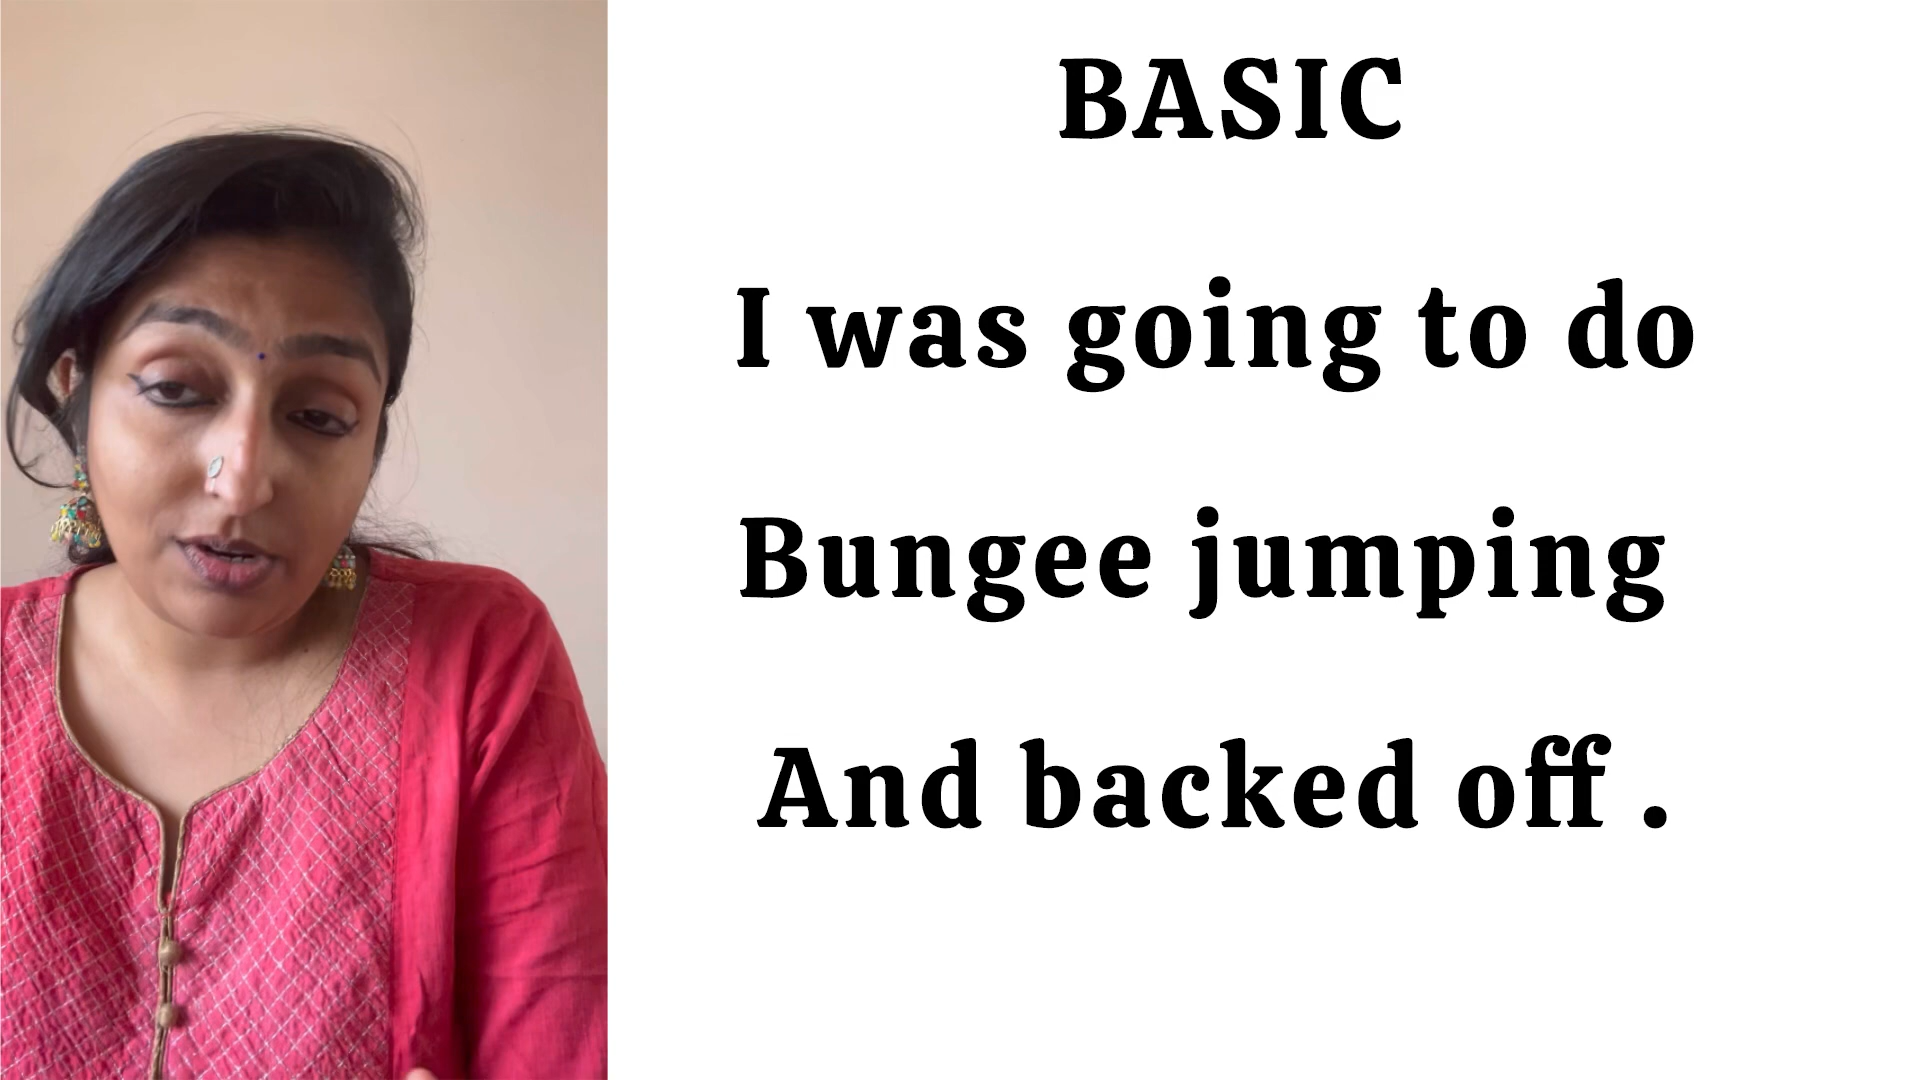 BASIC
I was going to do
Bungee jumping
And backed off .